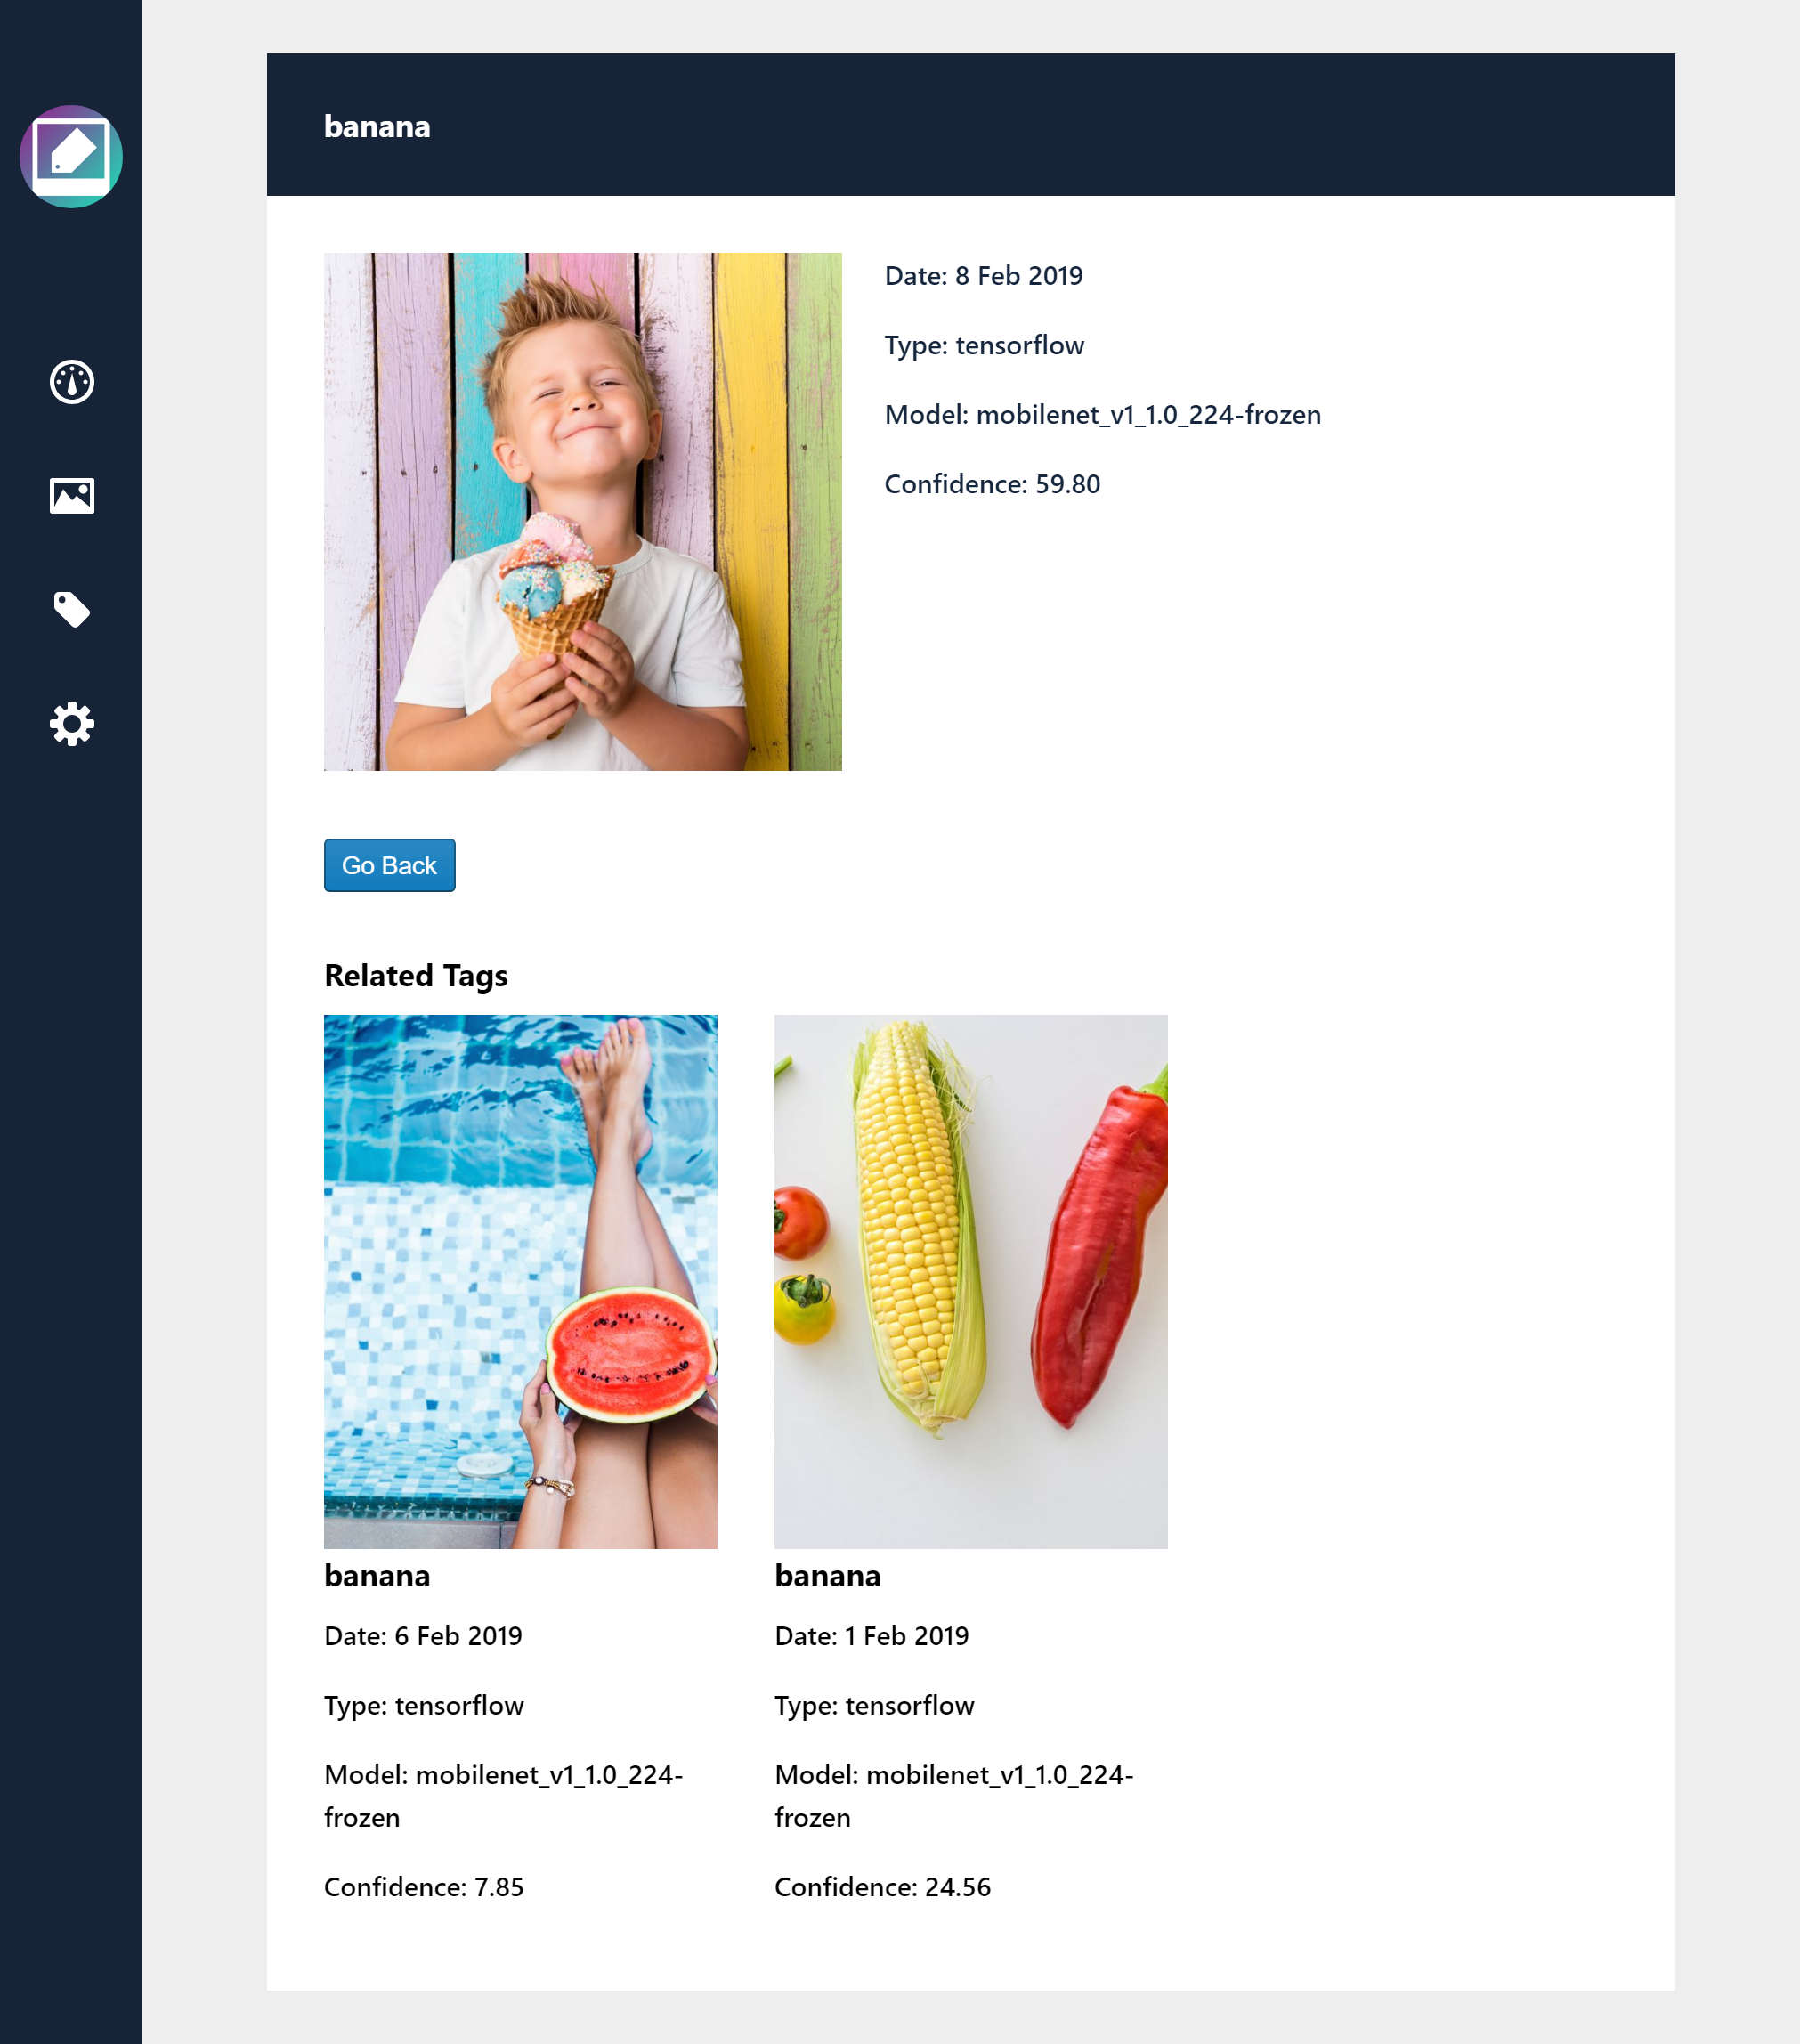 banana
Date: 8 Feb 2019
Type: tensorflow
Model: mobilenet_v1_1.0_224-frozen
Confidence: 59.80
Go Back
Related Tags
banana
Date: 6 Feb 2019
Type: tensorflow
Model: mobilenet_v1_1.0_224-
frozen
Confidence: 7.85
banana
Date: 1 Feb 2019
Type: tensorflow
Model: mobilenet_v1_1.0_224-
frozen
Confidence: 24.56